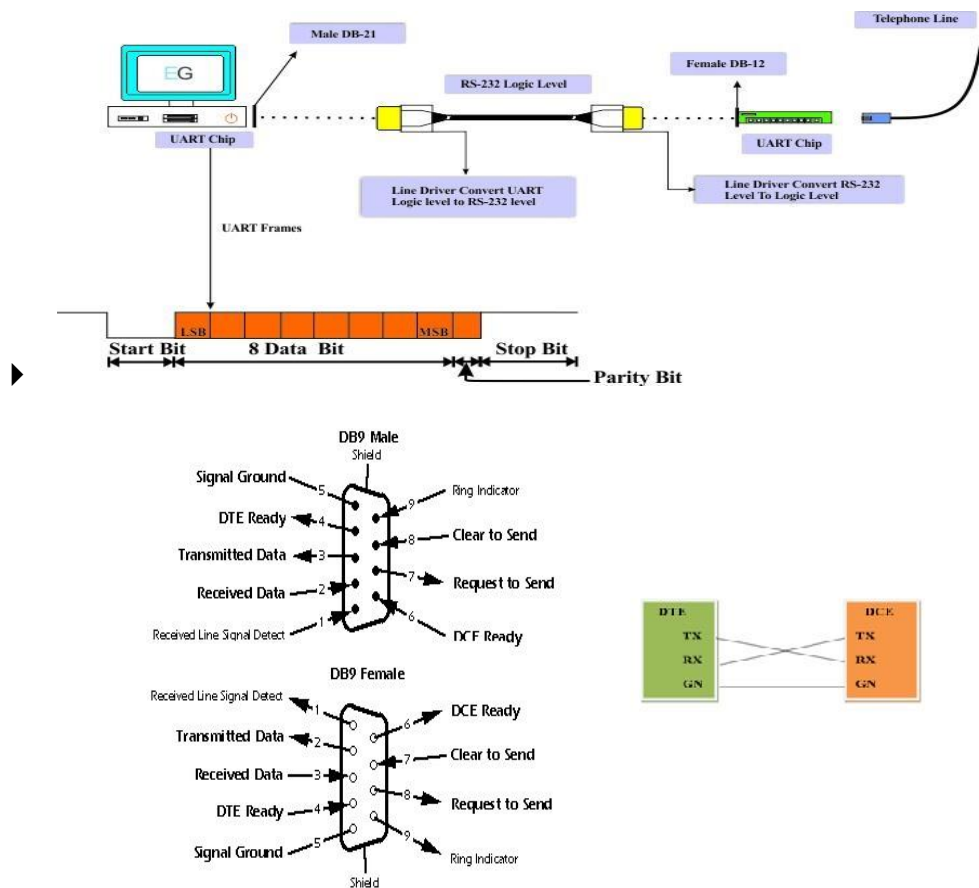 Telephone Line
Male DB-21
Female DB-12
RS-232 Logic Level
EG
UART Chip
UART Chip
Line Driver Convert UART
Logic level to RS-232 level
Line Driver Convert RS-232
Level To Logic Level
UART Frames
LSB
MSB
Start Bit
8 Data Bit
Stop Bit
Parity Bit
DB9 Male
Shield
Signal Ground
5
9
Ring Indicator
DTE Ready
4
8
Clear to Send
Transmitted Data
3
7
Request to Send
Received Data
2
Received Line Signal Detect
1
6
DCE Ready
DB9 Female
Received Line Signal Detect
1
6
DCE Ready
Transmitted Data
2
7
Clear to Send
Received Data
3
8
Request to Send
DTE Ready
4
Signal Ground
5
9
Ring Indicator
Shield
DTE
DCE
TX
TX
RX
RX
GN
GN